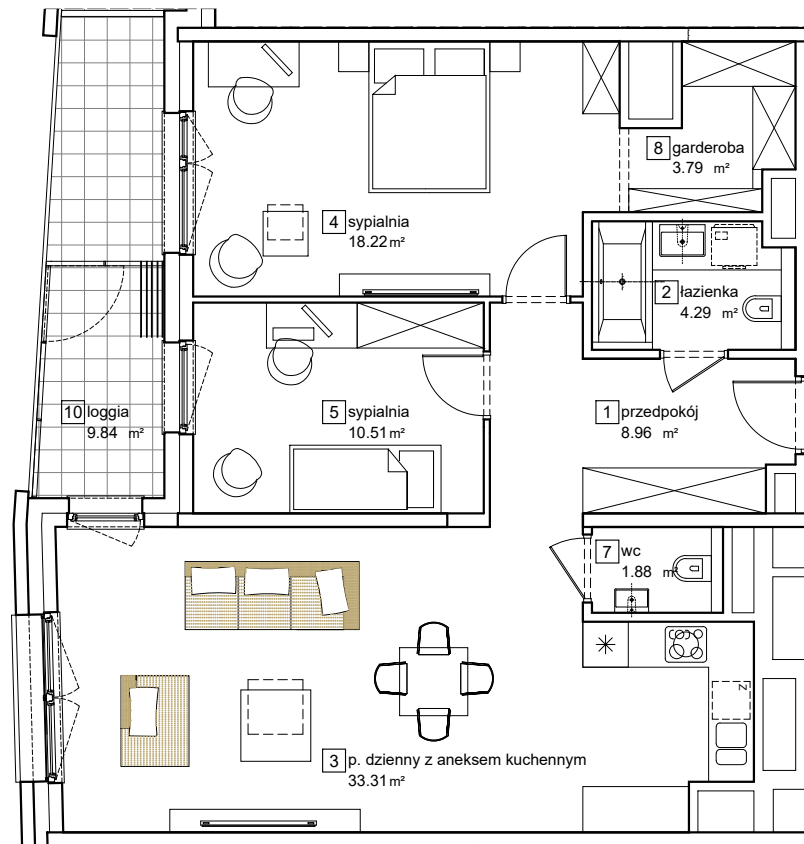 8 garderoba
3.79 m²
4 sypialnia
18.22 m²
2 łazienka
4.29 m²
10 loggia
9.84 m²
5 sypialnia
10.51 m²
1 przedpokój
8.96 m²
7 wc
1.88 m²
Z
3 p. dzienny z aneksem kuchennym
33.31 m²